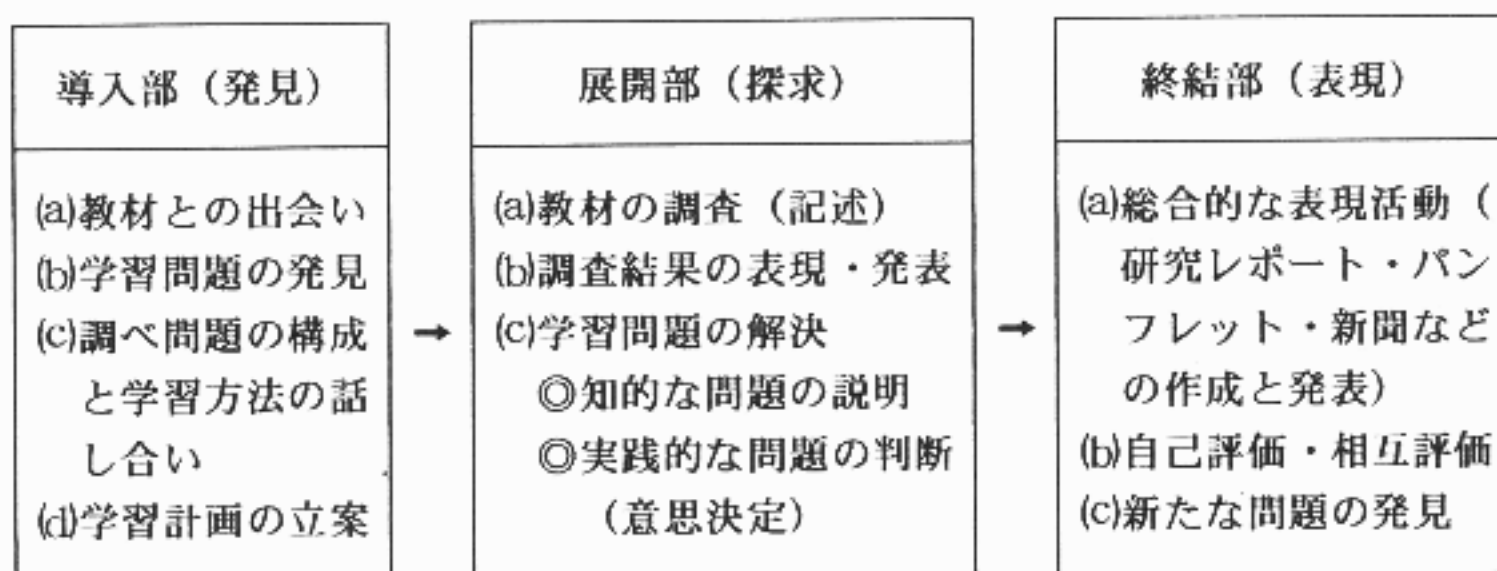 導入部（発見）
(a)教材との出会い
(b)学習問題の発見
(c)調べ問題の構成
と学習方法の話
し合い
(d)学習計画の立案
→
展開部（探求）
(a)教材の調査（記述）
(b)調査結果の表現・発表
(c)学習問題の解決
◎知的な問題の説明
◎実践的な問題の判断
（意思決定）
→
終結部（表現）
(a)総合的な表現活動（
研究レポート・パン
フレット・新聞など
の作成と発表）
(b)自己評価・相互評価
(c)新たな問題の発見